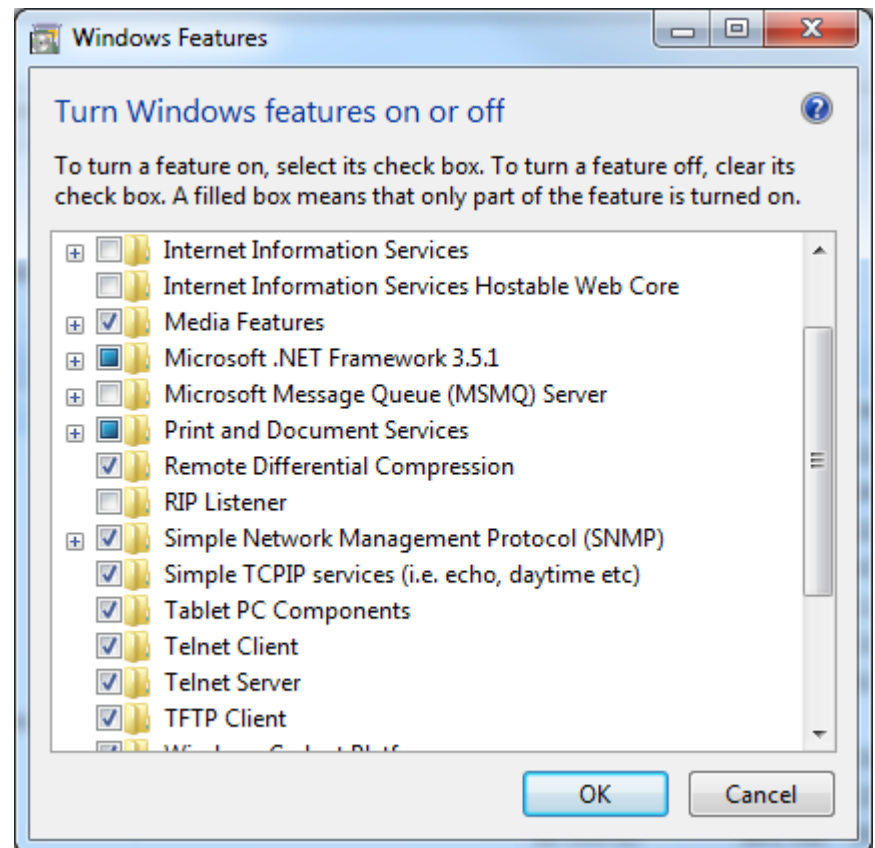 Windows Features
Turn Windows features on or off
To turn a feature on, select its check box. To turn a feature off, clear its
check box. A filled box means that only part of the feature is turned on.
Internet Information Services
Internet Information Services Hostable Web Core
Media Features
Microsoft .NET Framework 3.5.1
Microsoft Message Queue (MSMQ) Server
Print and Document Services
Remote Differential Compression
RIP Listener
Simple Network Management Protocol (SNMP)
Simple TCPIP services (i.e. echo, daytime etc)
Tablet PC Components
Telnet Client
Telnet Server
TFTP Client
OK Cancel